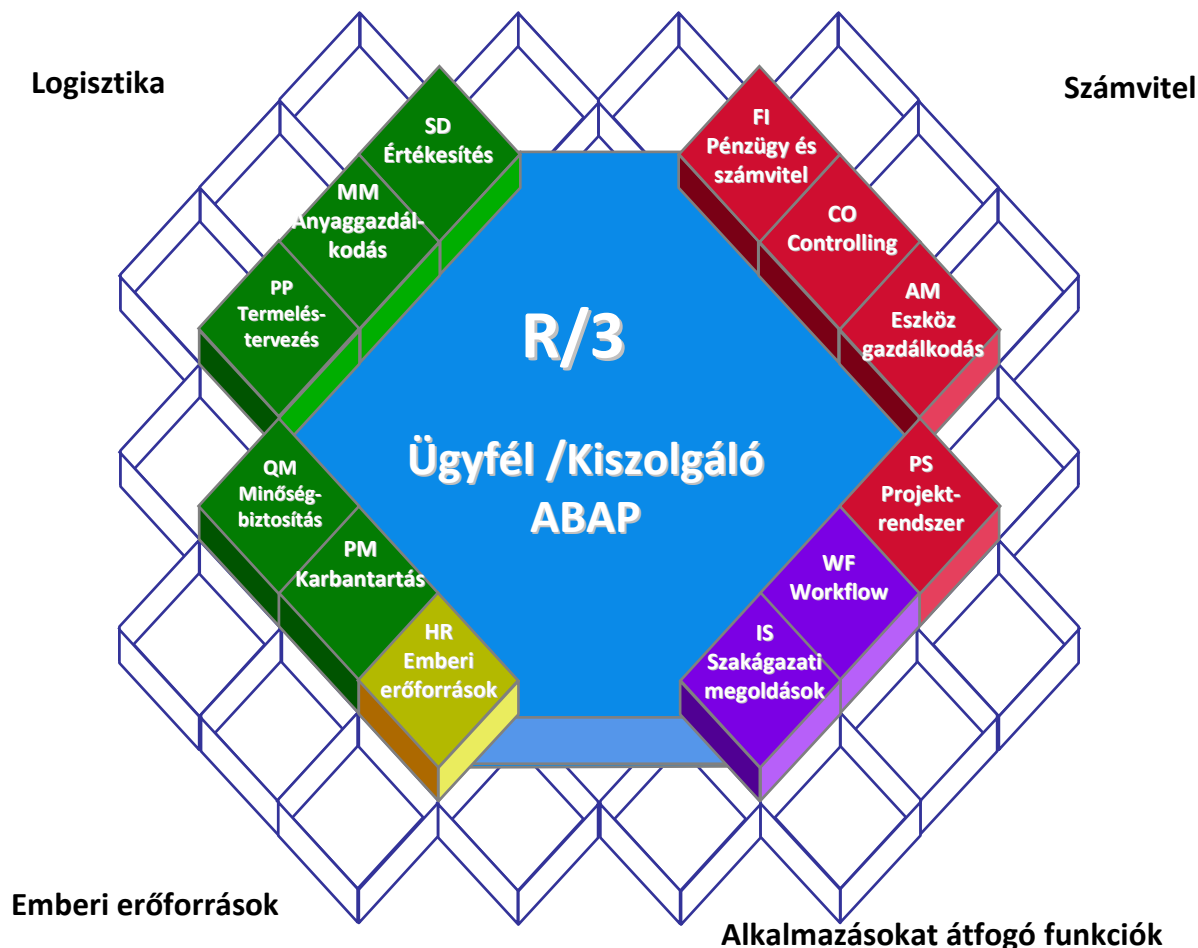 Logisztika
Számvitel
SD
Értékesítés
MM
Anyaggazdál-
kodás
PP
Termelés-
tervezés
FI
Pénzügy és
számvitel
CO
Controlling
AM
Eszköz
gazdálkodás
R/3
Ügyfél /Kiszolgáló
ABAP
QM
Minőség-
biztosítás
PM
Karbantartás
HR
Emberi
erőforrások
PS
Projekt-
rendszer
WF
Workflow
IS
Szakágazati
megoldások
Emberi erőforrások
Alkalmazásokat átfogó funkciók